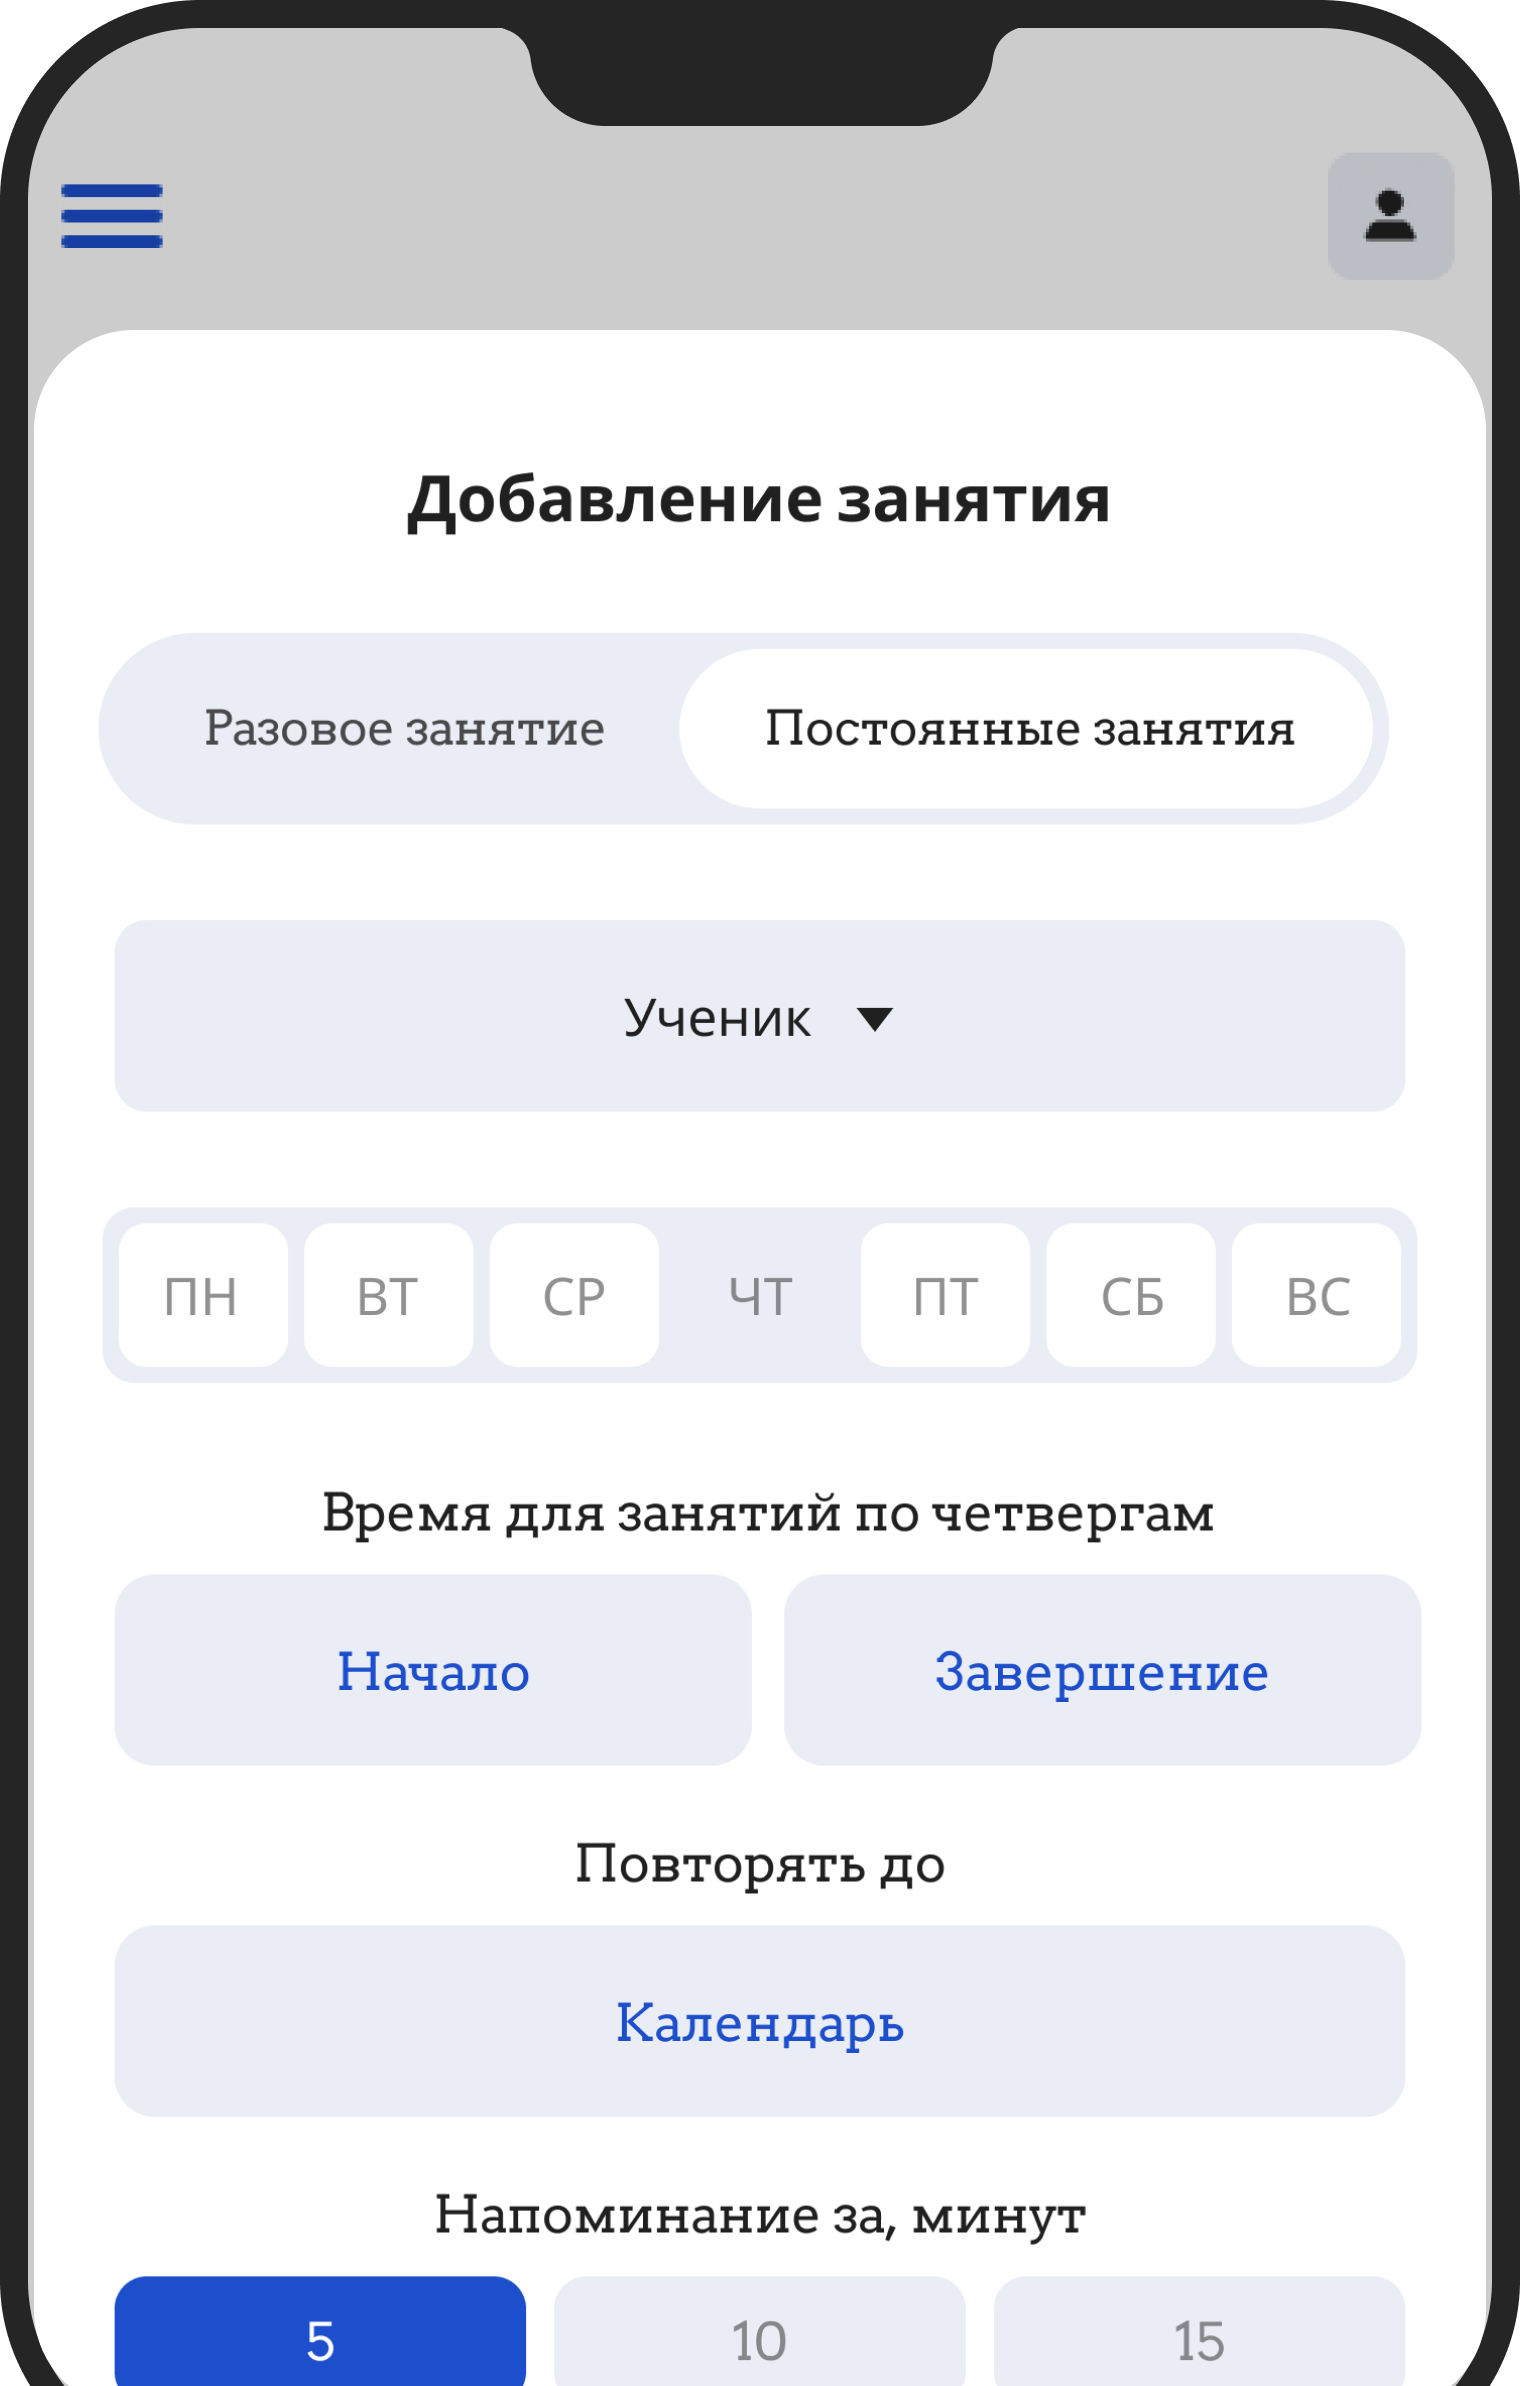 Добавление занятия
Разовое занятие Постоянные занятия
Ученик
ПН ВТ СР ЧТ ПТ СБ ВС
Время для занятий по четвергам
Начало Завершение
Повторять до
Календарь
Напоминание за, минут
5 10 15